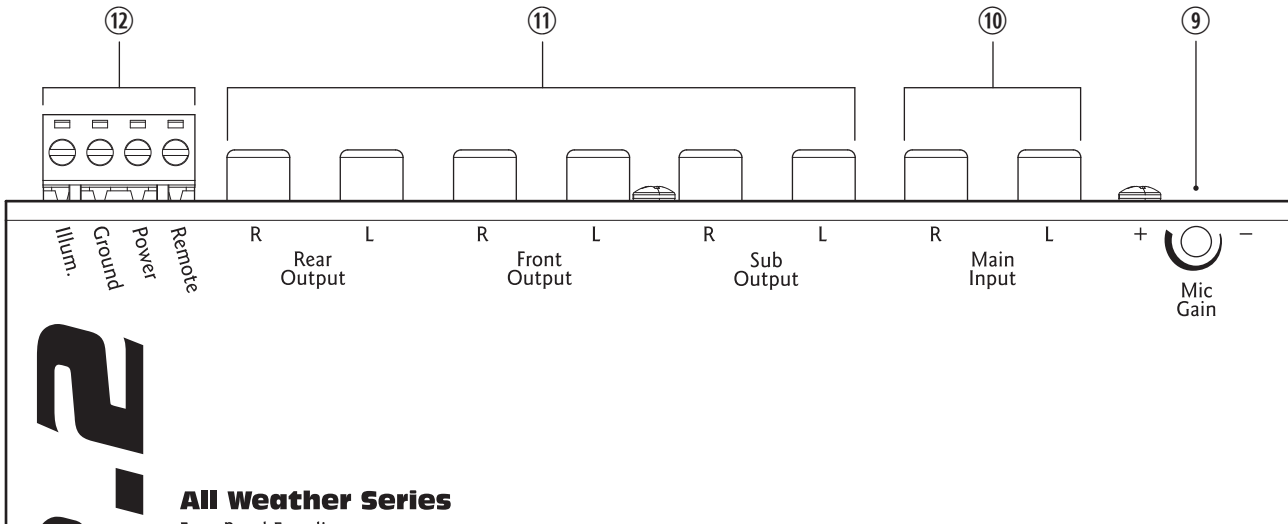 ⑫ ⑪ ⑩ ⑨
Illum. Ground Power Remote
R L R L R L R L + −
Rear
Output
Front
Output
Sub
Output
Main
Input
Mic
Gain
All Weather Series